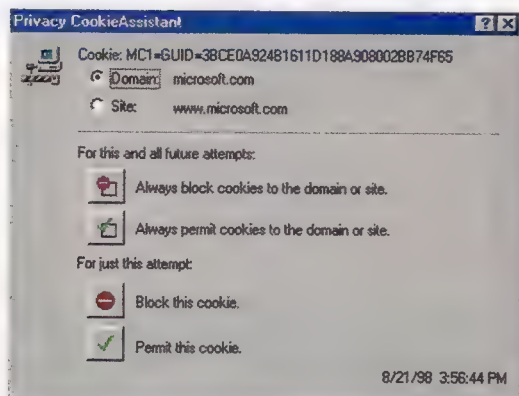 Privacy CookieAssistant
Cookie: MC1=GUID=3BCE0A924B1611D188A908002BB74F65
Domain: microsoft.com
Site: www.microsoft.com
For this and all future attempts:
Always block cookies to the domain or site.
Always permit cookies to the domain or site.
For just this attempt:
Block this cookie.
Permit this cookie.
8/21/98 3:56:44 PM